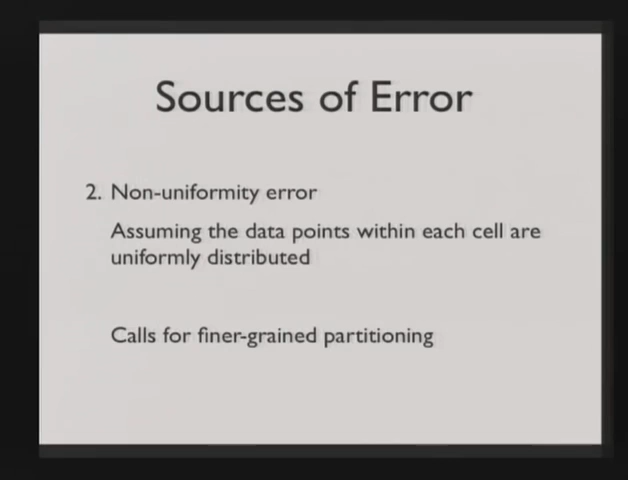 Sources of Error
2. Non-uniformity error
Assuming the data points within each cell are
uniformly distributed
Calls for finer-grained partitioning